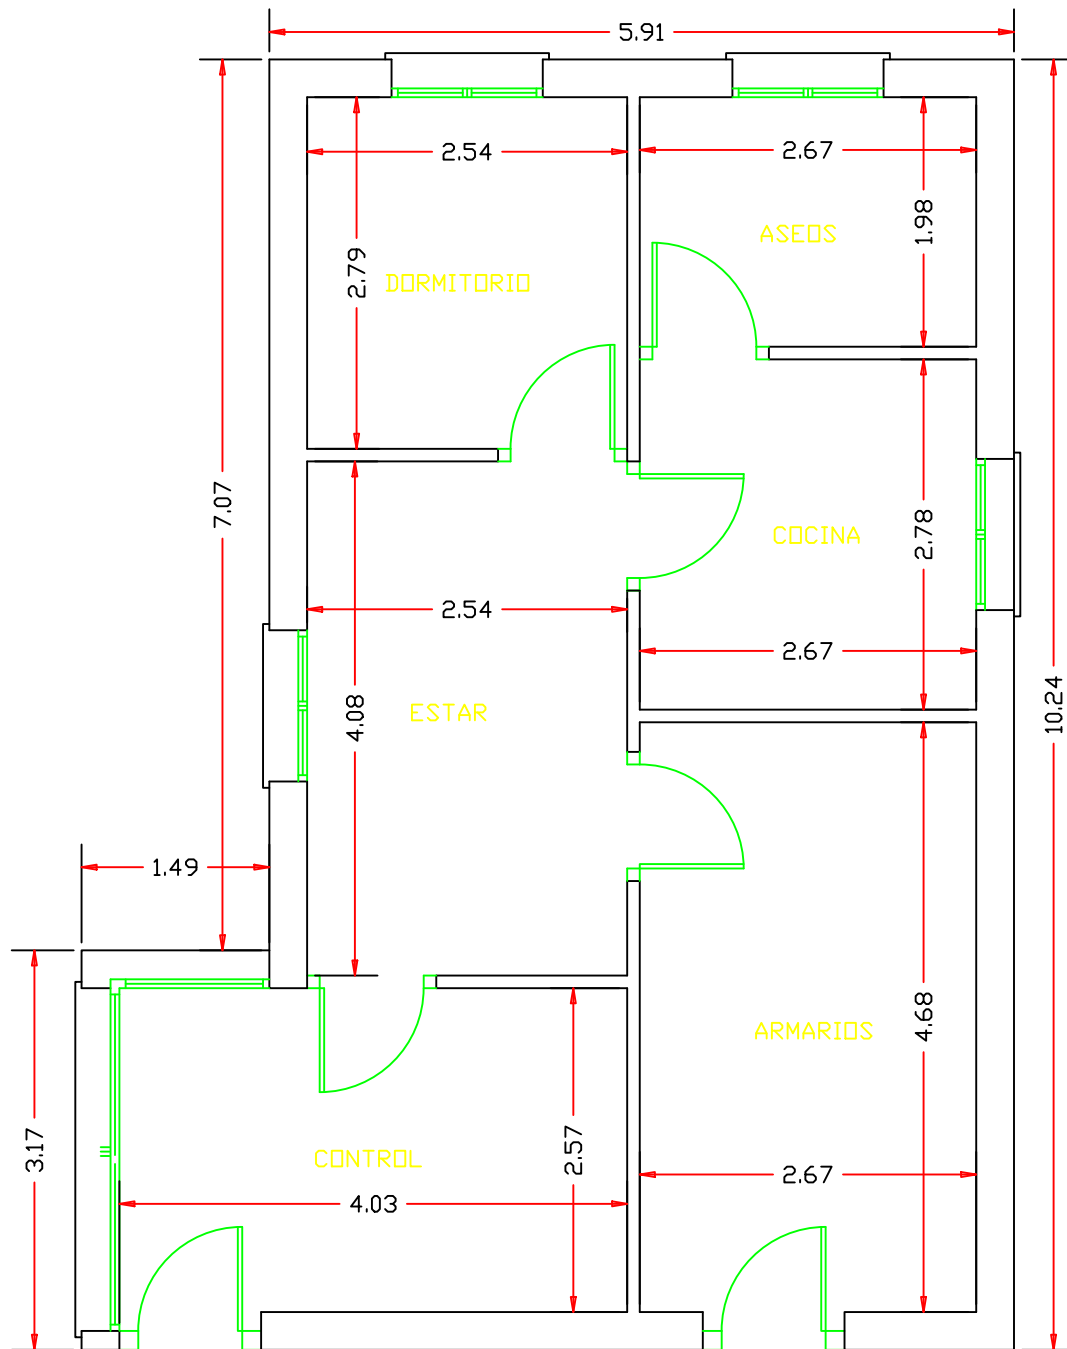 5.91
2.54
2.67
1.98
ASEOS
2.79
DORMITORIO
7.07
2.78
COCINA
2.54
2.67
4.08
ESTAR
10.24
1.49
4.68
ARMARIOS
3.17
CONTROL
2.57
2.67
4.03